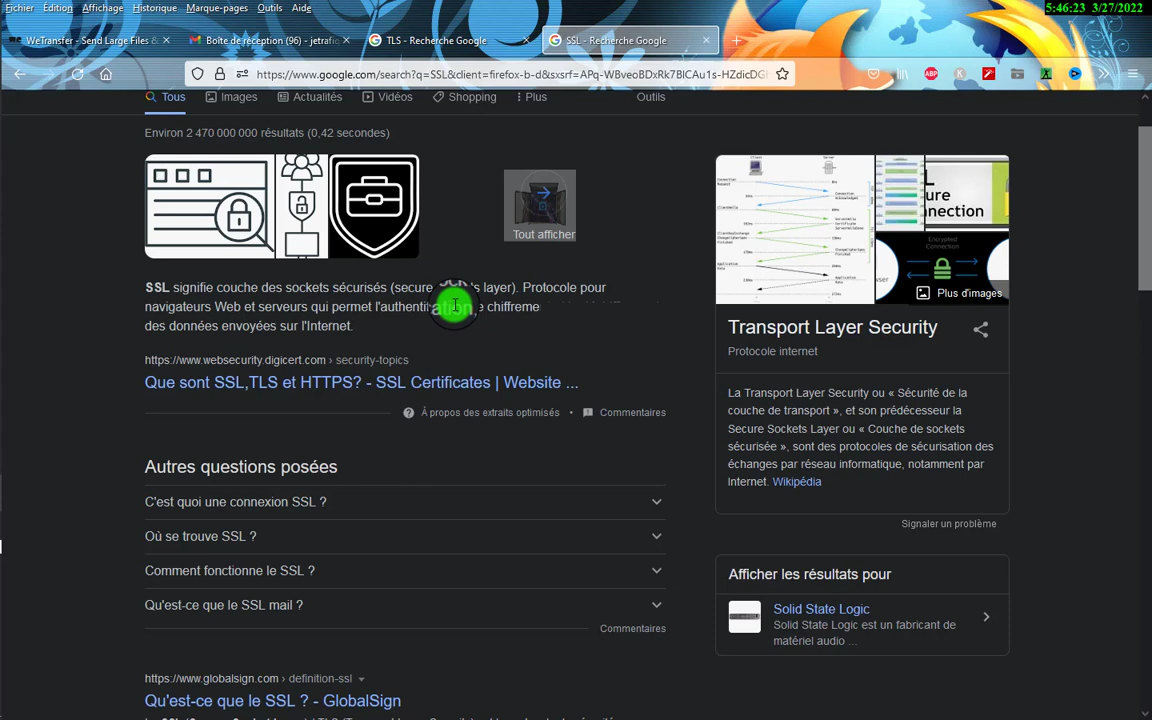 Fichier Édition Affichage Historique Marque-pages Outils Aide
5:46:23 3/27/2022
WeTransfer - Send Large Files &
Boîte de réception (96) - jetrafic
TLS - Recherche Google
SSL - Recherche Google
https://www.google.com/search?q=SSL&client=firefox-b-d&sxsrf=APq-WBveoBDxRk7BlCAu1s-HZdicDG
Tous Images Actualités Vidéos Shopping Plus Outils
Environ 2 470 000 000 résultats (0,42 secondes)
Tout afficher
Plus d'images
SSL signifie couche des sockets sécurisés (secure layer). Protocole pour
navigateurs Web et serveurs qui permet l'authentification, e chiffreme
des données envoyées sur l'Internet.
https://www.websecurity.digicert.com › security-topics
Que sont SSL,TLS et HTTPS? - SSL Certificates | Website ...
À propos des extraits optimisés • Commentaires
Autres questions posées
C'est quoi une connexion SSL ?
Où se trouve SSL ?
Comment fonctionne le SSL ?
Qu'est-ce que le SSL mail ?
Commentaires
https://www.globalsign.com › definition-ssl
Qu'est-ce que le SSL ? - GlobalSign
Encrypted
Connection
Transport Layer Security
Protocole internet
La Transport Layer Security ou « Sécurité de la
couche de transport », et son prédécesseur la
Secure Sockets Layer ou « Couche de sockets
sécurisée », sont des protocoles de sécurisation des
échanges par réseau informatique, notamment par
Internet. Wikipédia
Signaler un problème
Afficher les résultats pour
Solid State Logic
Solid State Logic est un fabricant de
matériel audio ...